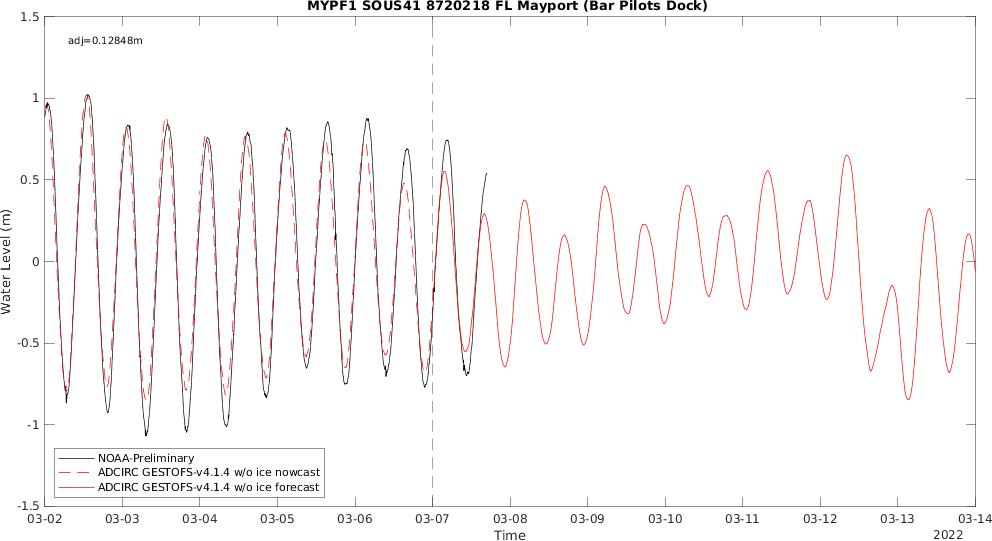 MYPF1 SOUS41 8720218 FL Mayport (Bar Pilots Dock)
adj=0.12848m
1.5
1
0.5
0
-0.5
-1
-1.5
Water Level (m)
NOAA-Preliminary
ADCIRC GESTOFS-v4.1.4 w/o ice nowcast
ADCIRC GESTOFS-v4.1.4 w/o ice forecast
03-02 03-03 03-04 03-05 03-06 03-07 03-08 03-09 03-10 03-11 03-12 03-13 03-14
Time
2022